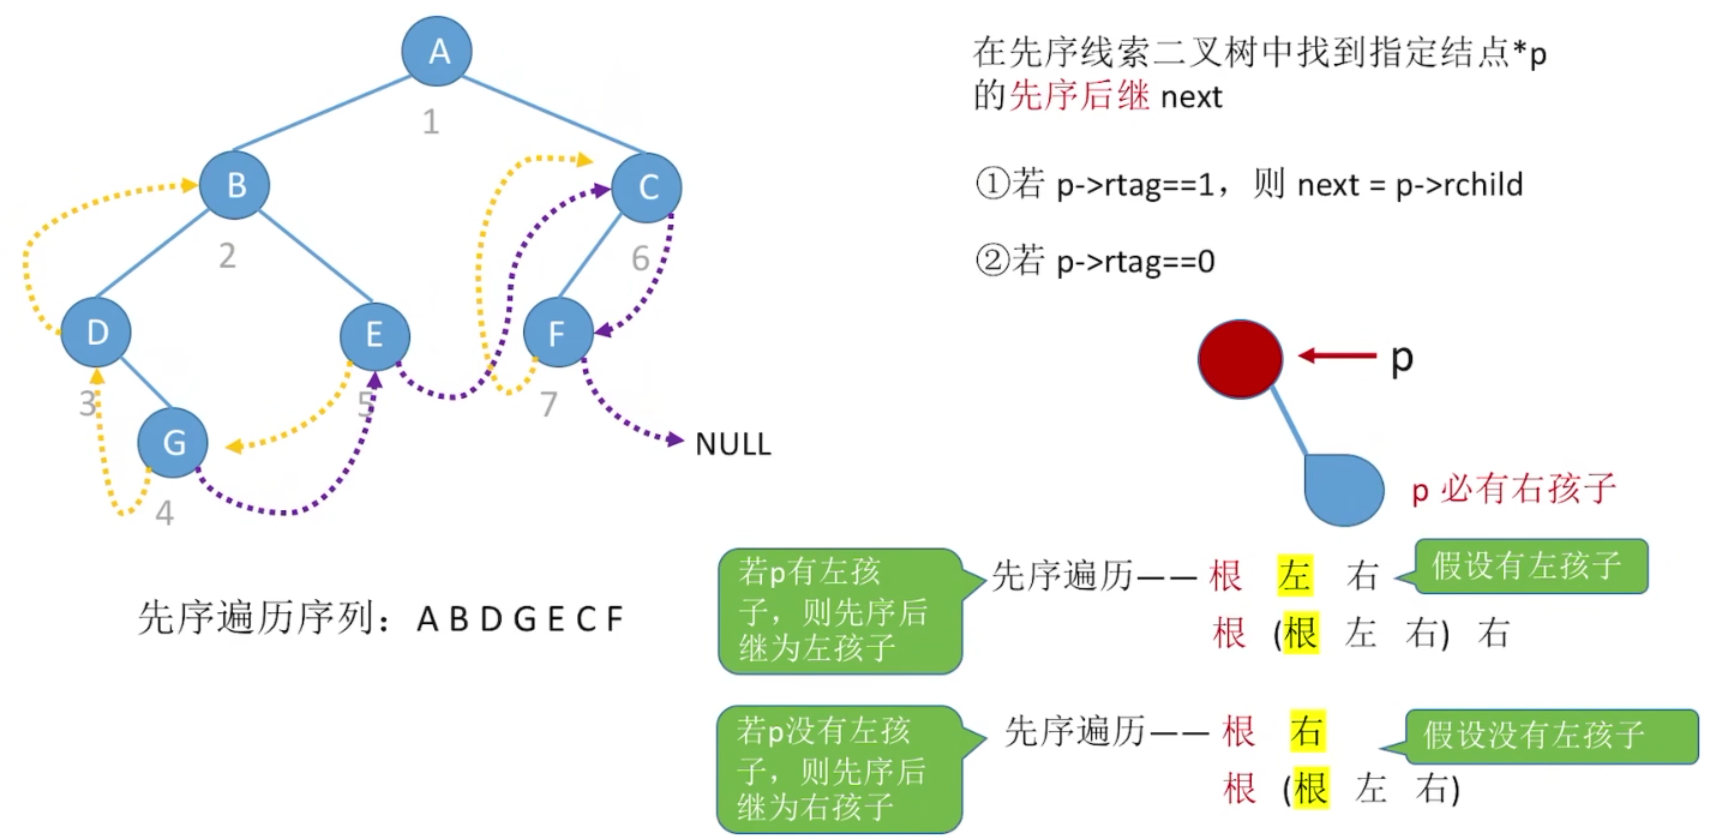 A
1
B
2
C
6
D
3
E
5
F
7
G
4
NULL
先序遍历序列：A B D G E C F
在先序线索二叉树中找到指定结点*p
的先序后继 next
①若 p->rtag==1，则 next = p->rchild
②若 p->rtag==0
p
p 必有右孩子
若p有左孩
子，则先序后
继为左孩子
先序遍历—— 根 左 右
假设有左孩子
根 (根 左 右) 右
若p没有左孩
子，则先序后
继为右孩子
先序遍历—— 根 右
假设没有左孩子
根 (根 左 右)